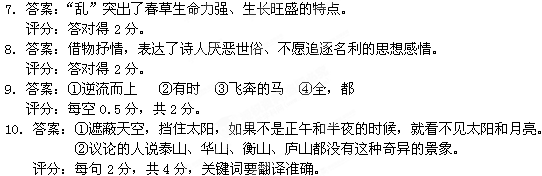 7. 答案：“乱”突出了春草生命力强、生长旺盛的特点。
评分：答对得 2 分。
8. 答案：借物抒情，表达了诗人厌恶世俗、不愿追逐名利的思想感情。
评分：答对得 2 分。
9. 答案：①逆流而上 ②有时 ③飞奔的马 ④全，都
评分：每空 0.5 分，共 2 分。
10. 答案：①遮蔽天空，挡住太阳，如果不是正午和半夜的时候，就看不见太阳和月亮。
②议论的人说泰山、华山、衡山、庐山都没有这种奇异的景象。
评分：每句 2 分，共 4 分，关键词要翻译准确。